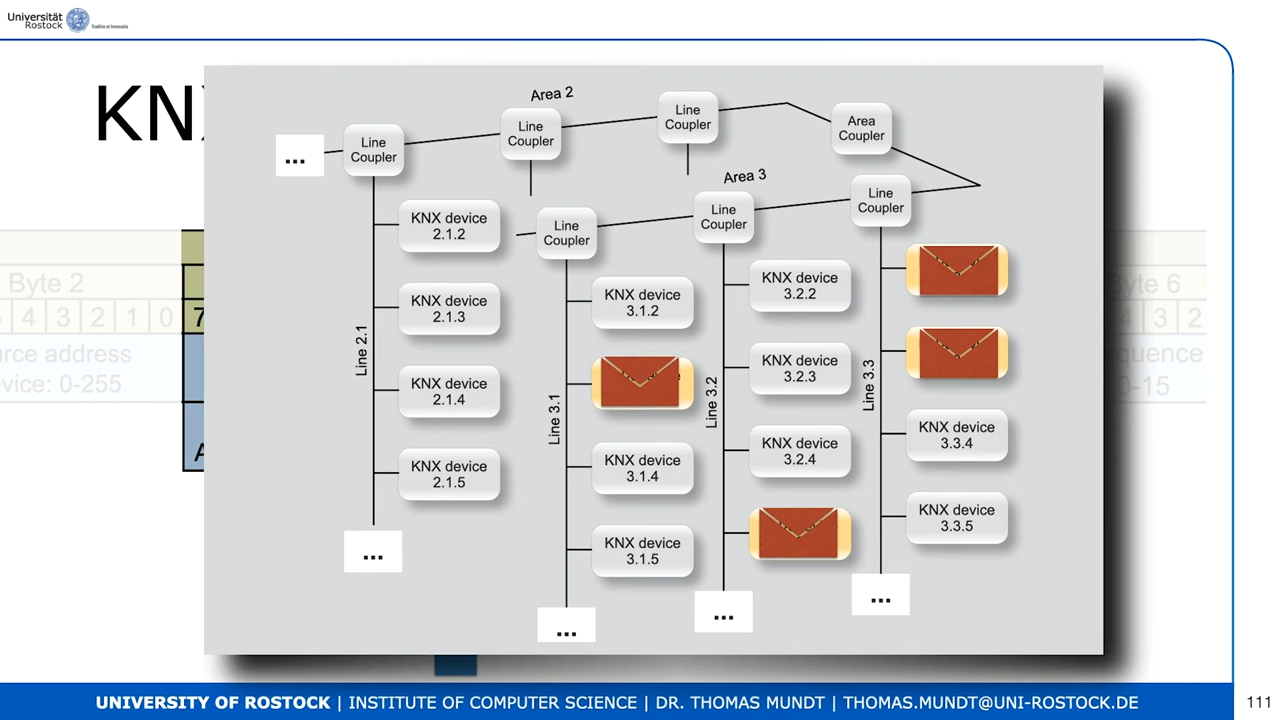 Universität
Rostock
Traditio et Innovatio
KNX
Area 2
Line
Coupler
Line
Coupler
Line
Coupler
Area
Coupler
...
Area 3
Line
Coupler
Line
Coupler
Line
Coupler
Line 2.1
KNX device
2.1.2
KNX device
2.1.3
KNX device
2.1.4
KNX device
2.1.5
...
Line 3.1
KNX device
3.1.2
KNX device
3.1.4
KNX device
3.1.5
...
Line 3.2
KNX device
3.2.2
KNX device
3.2.3
KNX device
3.2.4
...
Line 3.3
KNX device
3.3.4
KNX device
3.3.5
...
Byte 2
4 3 2 1 0 7
address
0-255
A
Byte 6
3 2
0-15
UNIVERSITY OF ROSTOCK | INSTITUTE OF COMPUTER SCIENCE | DR. THOMAS MUNDT | THOMAS.MUNDT@UNI-ROSTOCK.DE
111